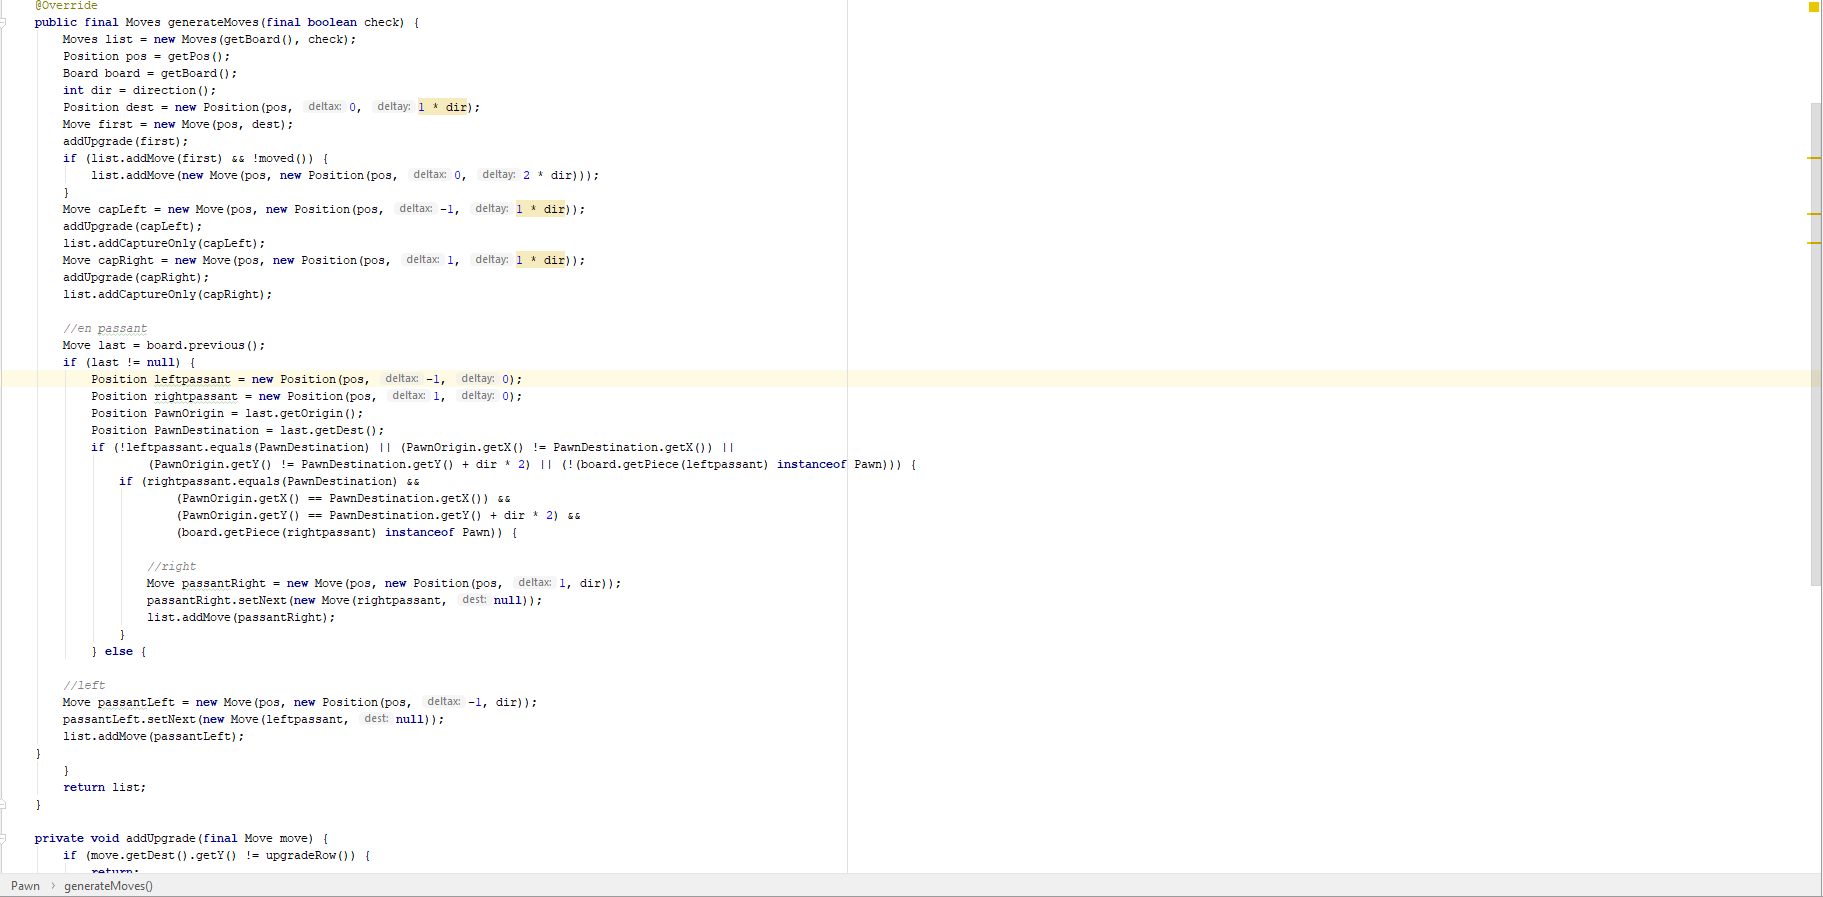 @Override
public final Moves generateMoves(final boolean check) {
Moves list = new Moves(getBoard(), check);
Position pos = getPos();
Board board = getBoard();
int dir = direction();
Position dest = new Position(pos, deltax: 0, deltay: 1 * dir);
Move first = new Move(pos, dest);
addUpgrade(first);
if (list.addMove(first) && !moved()) {
list.addMove(new Move(pos, new Position(pos, deltax: 0, deltay: 2 * dir)));
}
Move capLeft = new Move(pos, new Position(pos, deltax: -1, deltay: 1 * dir));
addUpgrade(capLeft);
list.addCaptureOnly(capLeft);
Move capRight = new Move(pos, new Position(pos, deltax: 1, deltay: 1 * dir));
addUpgrade(capRight);
list.addCaptureOnly(capRight);
//en passant
Move last = board.previous();
if (last != null) {
Position leftpassant = new Position(pos, deltax: -1, deltay: 0);
Position rightpassant = new Position(pos, deltax: 1, deltay: 0);
Position PawnOrigin = last.getOrigin();
Position PawnDestination = last.getDest();
if (!leftpassant.equals(PawnDestination) || (PawnOrigin.getX() != PawnDestination.getX()) ||
(PawnOrigin.getY() != PawnDestination.getY() + dir * 2) || (!(board.getPiece(leftpassant) instanceof Pawn))) {
if (rightpassant.equals(PawnDestination) &&
(PawnOrigin.getX() == PawnDestination.getX()) &&
(PawnOrigin.getY() == PawnDestination.getY() + dir * 2) &&
(board.getPiece(rightpassant) instanceof Pawn)) {
//right
Move passantRight = new Move(pos, new Position(pos, deltax: 1, dir));
passantRight.setNext(new Move(rightpassant, dest: null));
list.addMove(passantRight);
}
} else {
//left
Move passantLeft = new Move(pos, new Position(pos, deltax: -1, dir));
passantLeft.setNext(new Move(leftpassant, dest: null));
list.addMove(passantLeft);
}
}
return list;
}
private void addUpgrade(final Move move) {
if (move.getDest().getY() != upgradeRow()) {
return;
Pawn › generateMoves()